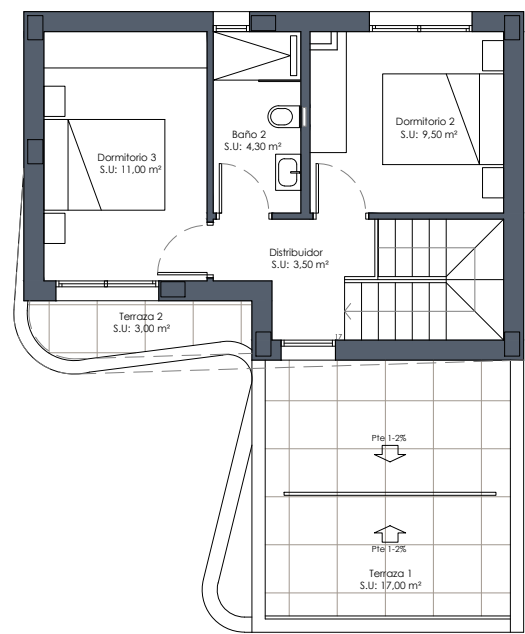 Dormitorio 2
S.U: 9,50 m²
Baño 2
S.U: 4,30 m²
Dormitorio 3
S.U: 11,00 m²
Distribuidor
S.U: 3,50 m²
Terraza 2
S.U: 3,00 m²
17
Pte 1-2%
Pte 1-2%
Terraza 1
S.U: 17,00 m²